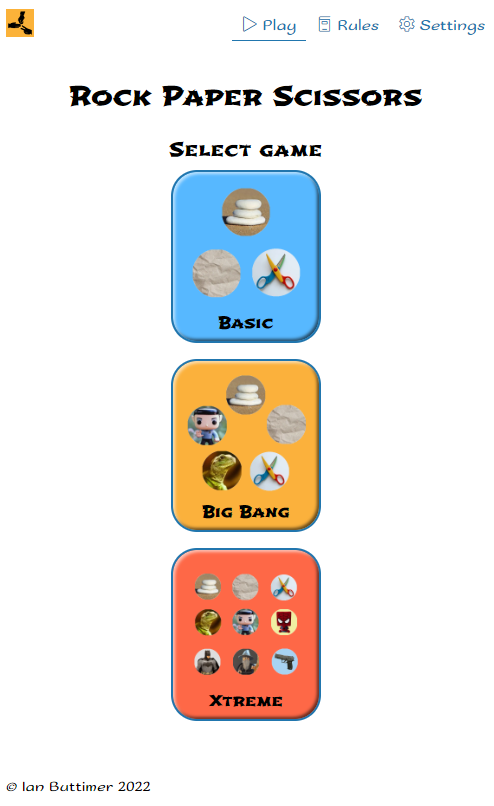 Play Rules Settings
Rock Paper Scissors
Select game
Basic
Big Bang
Xtreme
© Ian Buttimer 2022